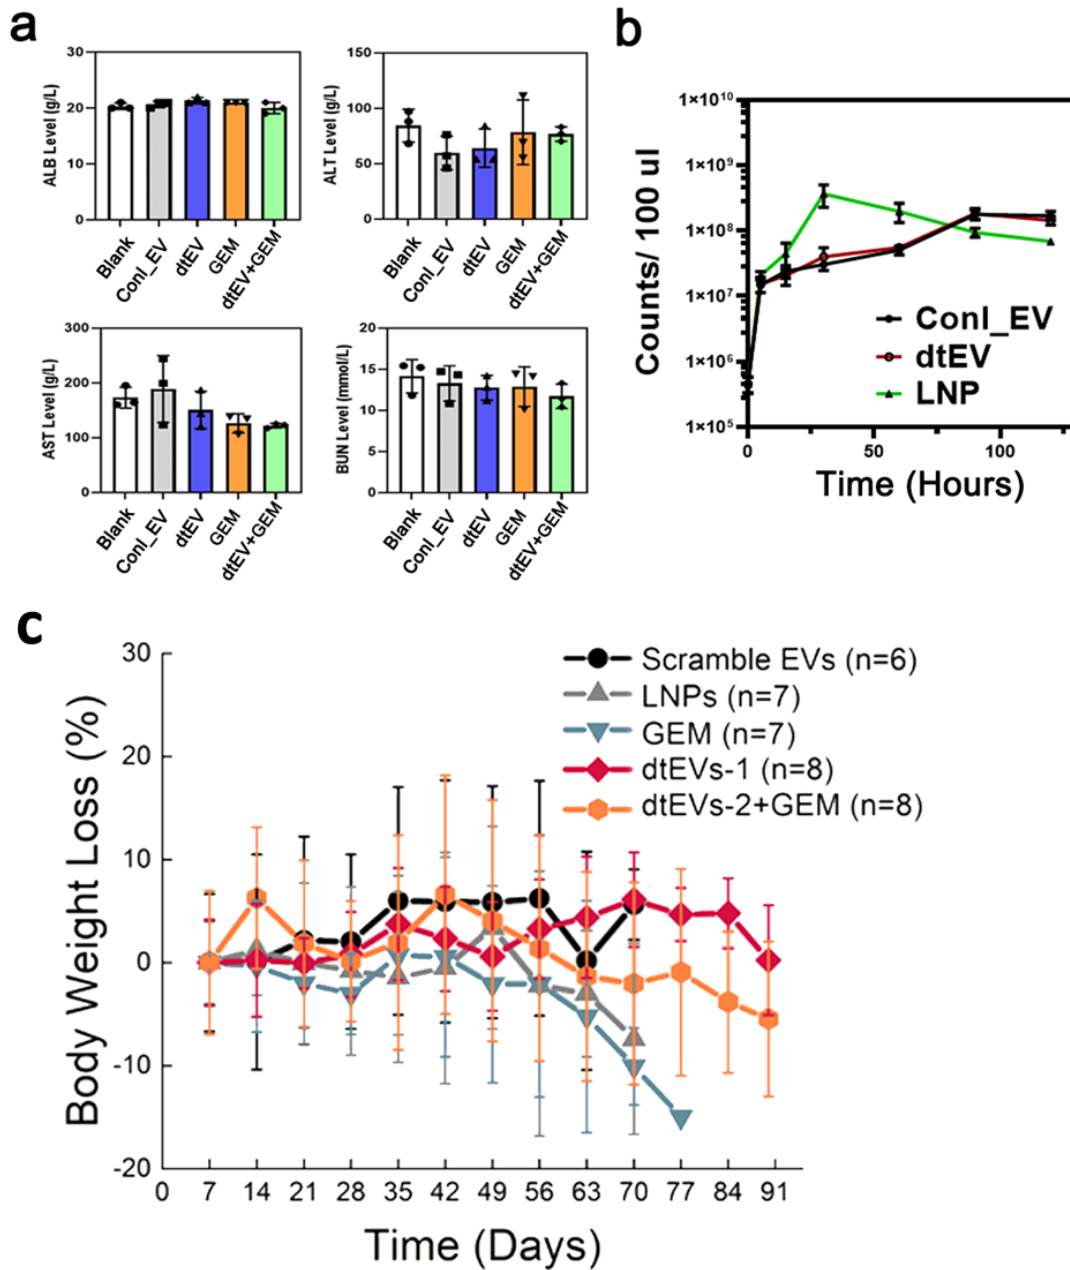 a
b
30
20
10
0
ALB Level (g/L)
Blank
Conl_EV
dtEV
GEM
dtEV+GEM
150
100
50
0
ALT Level (g/L)
Blank
Conl_EV
dtEV
GEM
dtEV+GEM
300
200
100
0
AST Level (g/L)
Blank
Conl_EV
dtEV
GEM
dtEV+GEM
20
15
10
5
0
BUN Level (mmol/L)
Blank
Conl_EV
dtEV
GEM
dtEV+GEM
1×10¹⁰
1×10⁹
1×10⁸
1×10⁷
1×10⁶
1×10⁵
Counts/ 100 ul
Conl_EV
dtEV
LNP
0
50
100
Time (Hours)
c
30
20
10
0
-10
-20
Body Weight Loss (%)
Scramble EVs (n=6)
LNPs (n=7)
GEM (n=7)
dtEVs-1 (n=8)
dtEVs-2+GEM (n=8)
0 7 14 21 28 35 42 49 56 63 70 77 84 91
Time (Days)